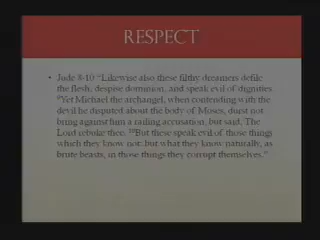 RESPECT
• Jude 8-10 "Likewise also these filthy dreamers defile
the flesh, despise dominion, and speak evil of dignities.
⁹Yet Michael the archangel, when contending with the
devil he disputed about the body of Moses, durst not
bring against him a railing accusation, but said, The
Lord rebuke thee. ¹⁰But these speak evil of those things
which they know not: but what they know naturally, as
brute beasts, in those things they corrupt themselves."